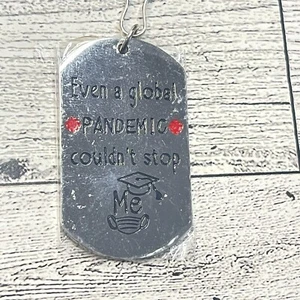 Even a global
PANDEMIC
couldn't stop
Me